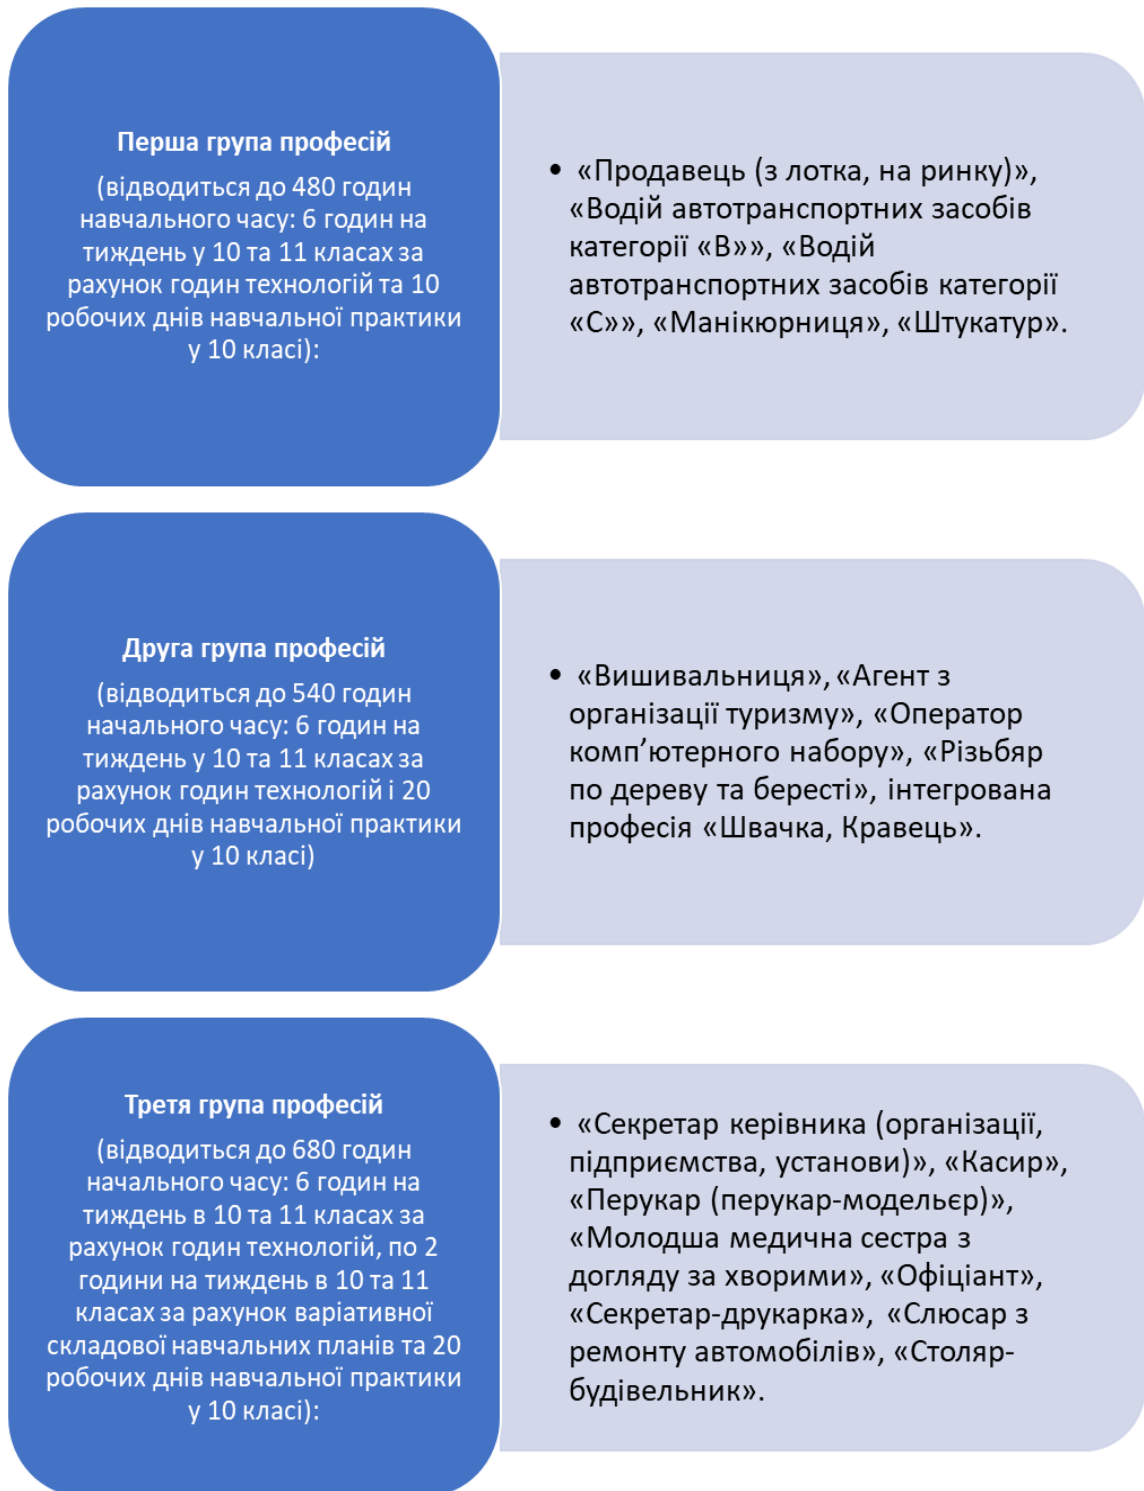 Перша група професій
(відводиться до 480 годин
навчального часу: 6 годин на
тиждень у 10 та 11 класах за
рахунок годин технологій та 10
робочих днів навчальної практики
у 10 класі):
• «Продавець (з лотка, на ринку)»,
«Водій автотранспортних засобів
категорії «В»», «Водій
автотранспортних засобів категорії
«С»», «Манікюрниця», «Штукатур».
Друга група професій
(відводиться до 540 годин
начального часу: 6 годин на
тиждень у 10 та 11 класах за
рахунок годин технологій і 20
робочих днів навчальної практики
у 10 класі)
• «Вишивальниця», «Агент з
організації туризму», «Оператор
комп’ютерного набору», «Різьбяр
по дереву та бересті», інтегрована
професія «Швачка, Кравець».
Третя група професій
(відводиться до 680 годин
начального часу: 6 годин на
тиждень в 10 та 11 класах за
рахунок годин технологій, по 2
години на тиждень в 10 та 11
класах за рахунок варіативної
складової навчальних планів та 20
робочих днів навчальної практики
у 10 класі):
• «Секретар керівника (організації,
підприємства, установи)», «Касир»,
«Перукар (перукар-модельєр)»,
«Молодша медична сестра з
догляду за хворими», «Офіціант»,
«Секретар-друкарка», «Слюсар з
ремонту автомобілів», «Столяр-
будівельник».